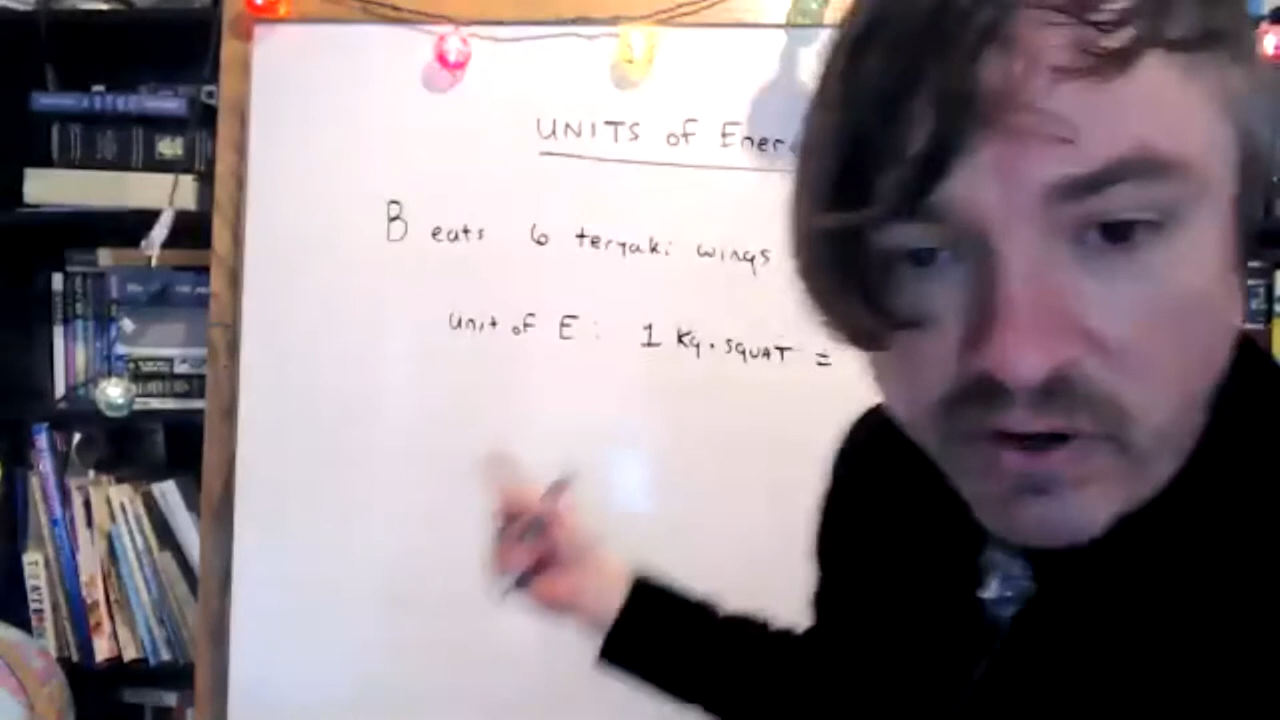 UNITS of Ener
B eats 6 teryaki wings
unit of E: 1 Kg. SQUAT =